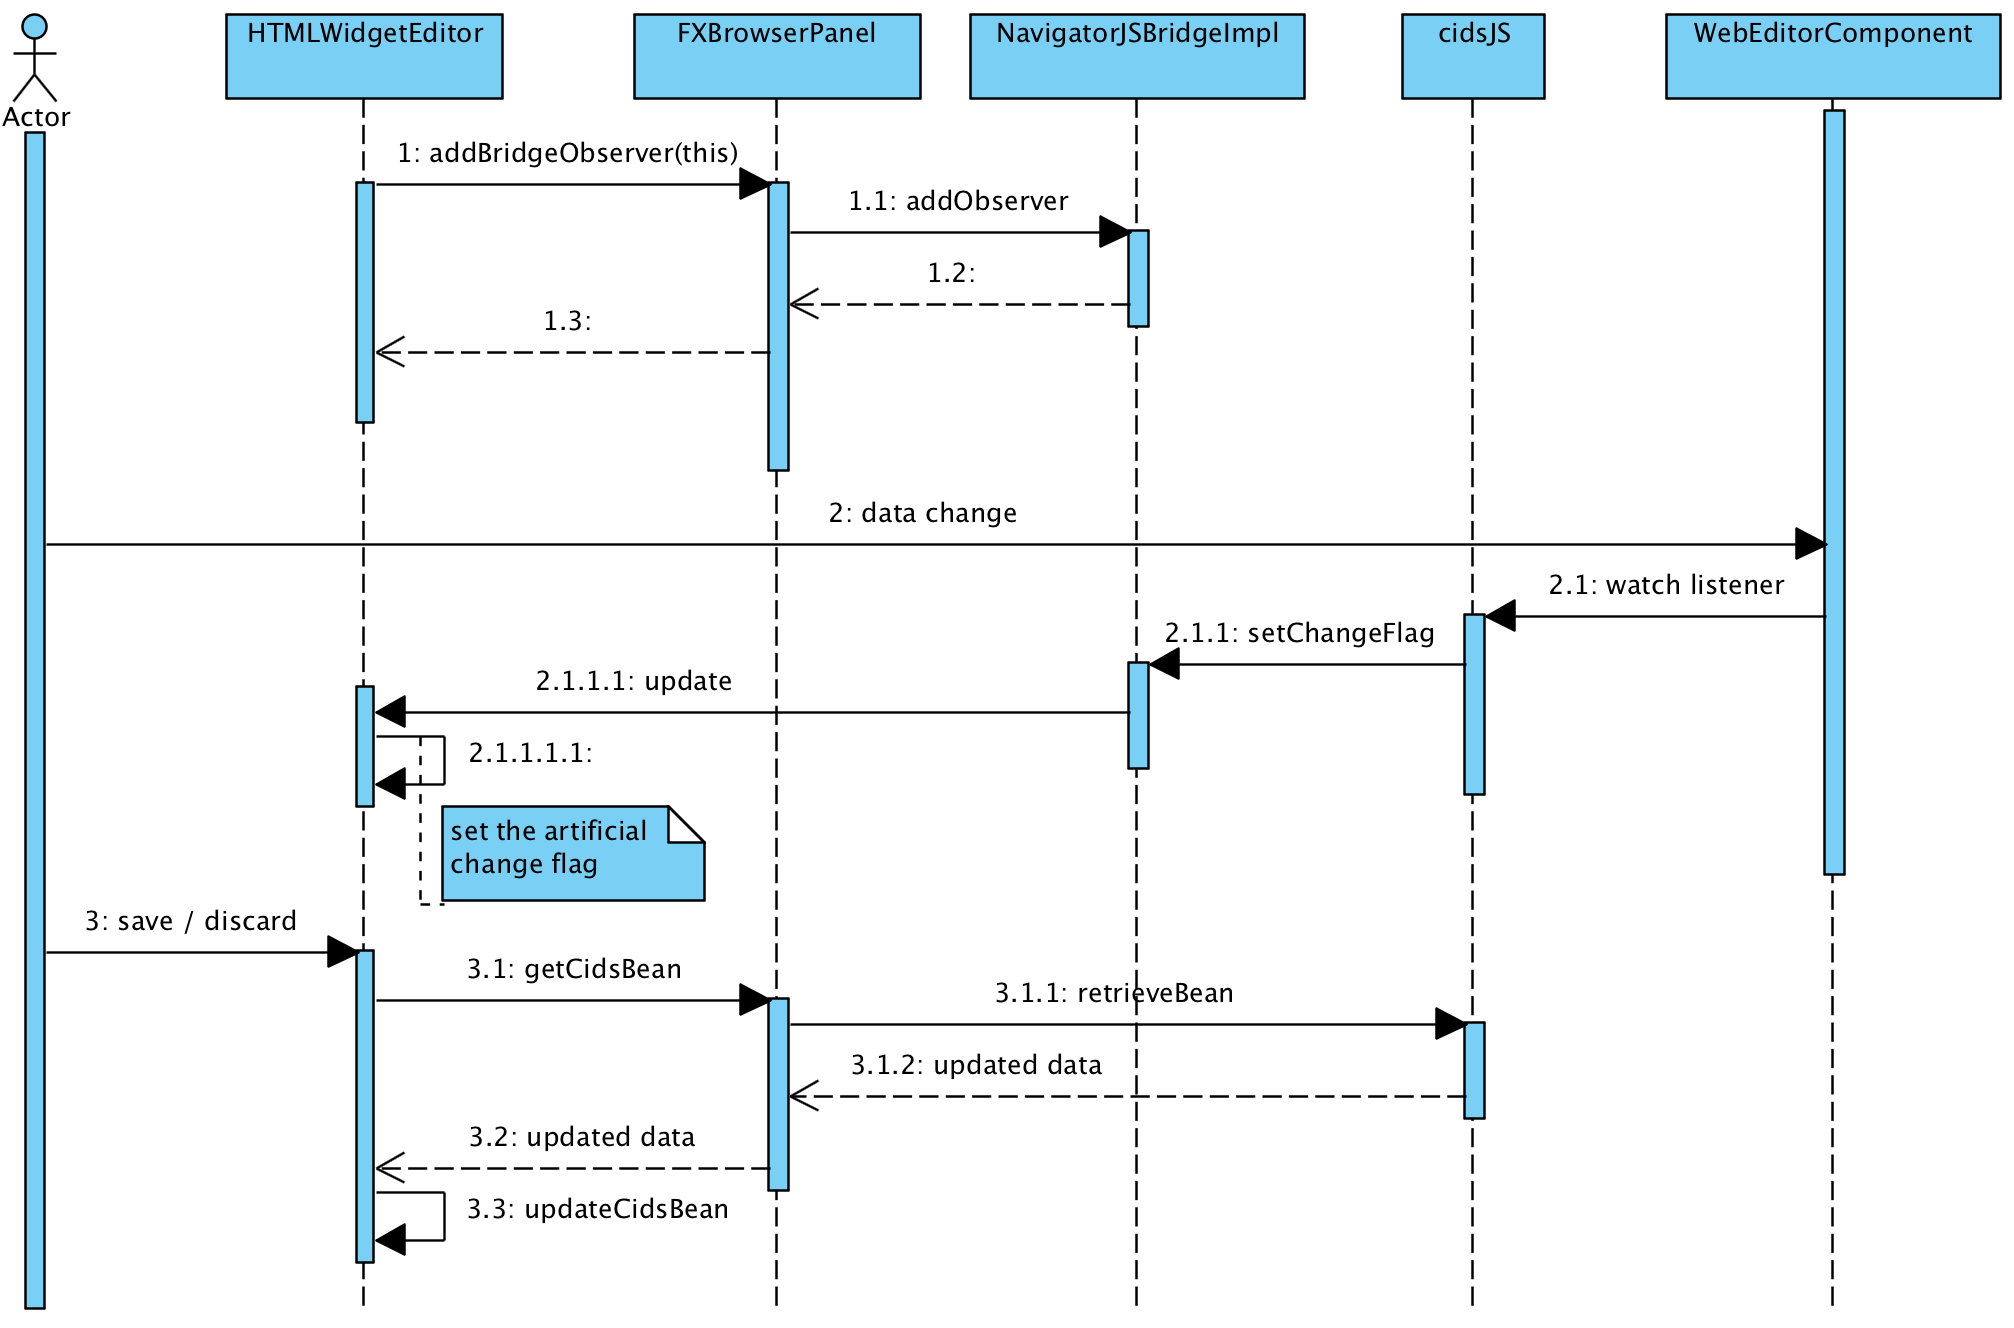 HTMLWidgetEditor
FXBrowserPanel
NavigatorJSBridgeImpl
cidsJS
WebEditorComponent
Actor
1: addBridgeObserver(this)
1.1: addObserver
1.2:
1.3:
2: data change
2.1: watch listener
2.1.1: setChangeFlag
2.1.1.1: update
2.1.1.1.1:
set the artificial
change flag
3: save / discard
3.1: getCidsBean
3.1.1: retrieveBean
3.1.2: updated data
3.2: updated data
3.3: updateCidsBean